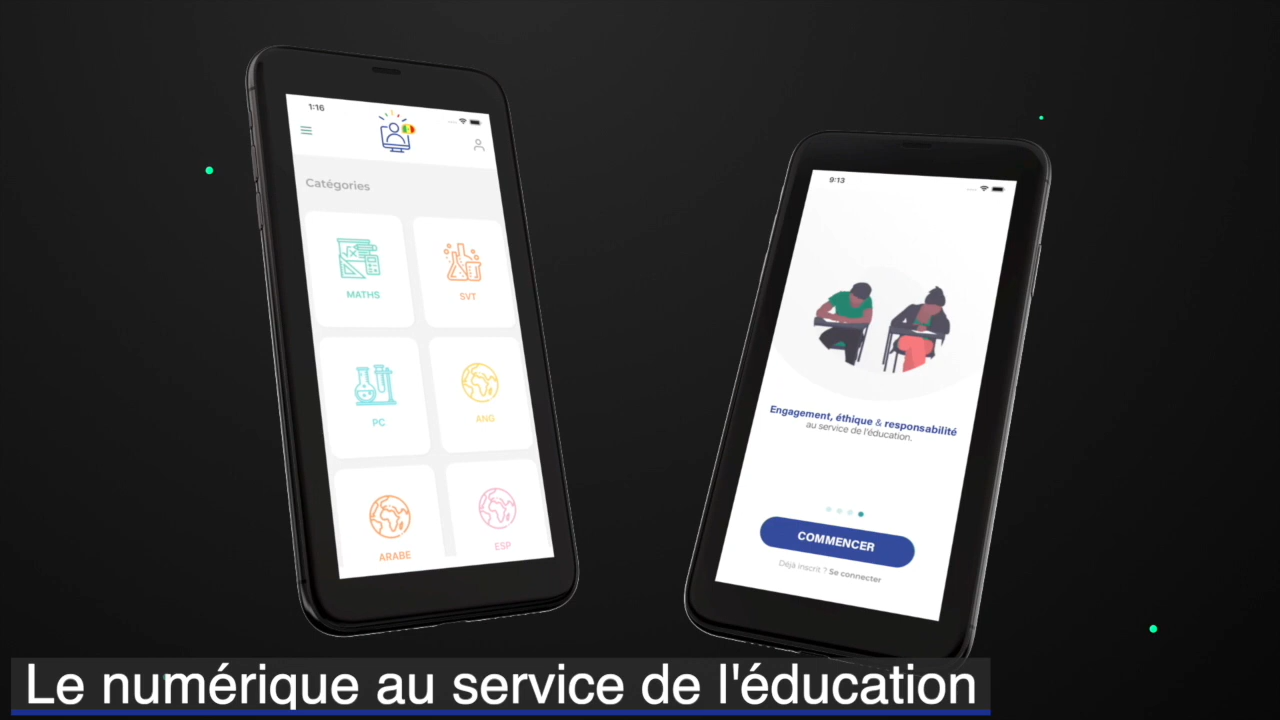 1:16
Catégories
MATHS
SVT
PC
ANG
ARABE
ESP
9:13
Engagement, éthique & responsabilité
au service de l'éducation.
COMMENCER
Déjà inscrit ? Se connecter
Le numérique au service de l'éducation